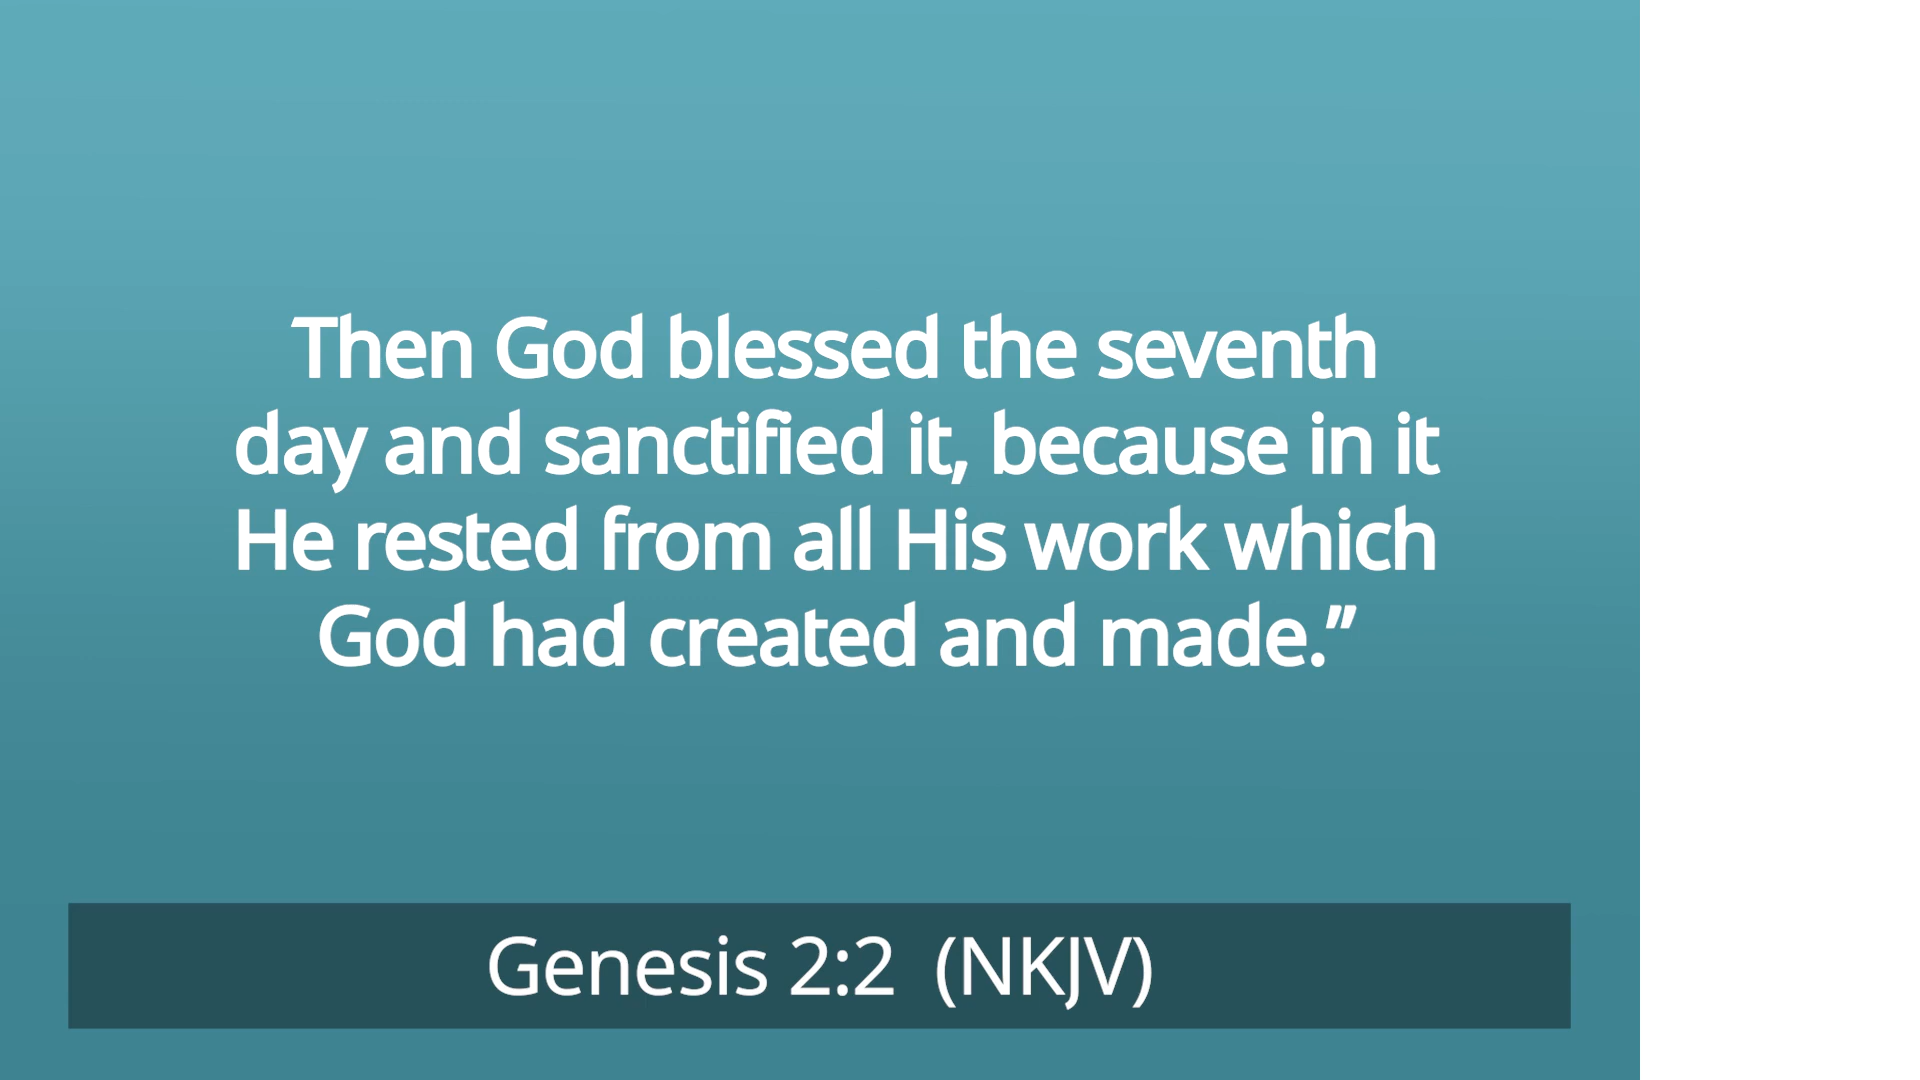 Then God blessed the seventh
day and sanctified it, because in it
He rested from all His work which
God had created and made.”
Genesis 2:2 (NKJV)